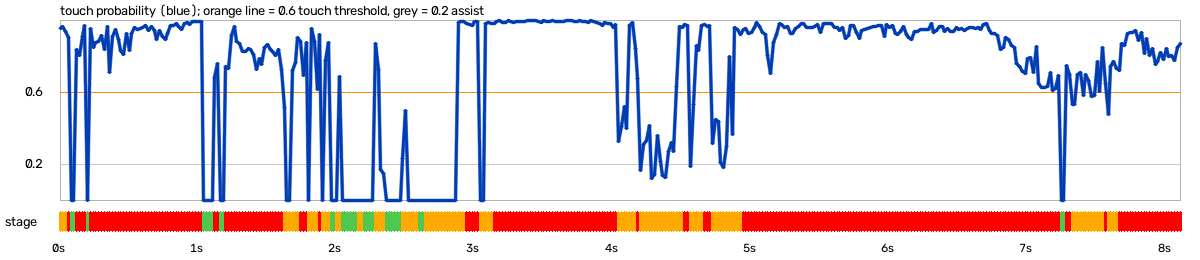 touch probability (blue); orange line = 0.6 touch threshold, grey = 0.2 assist
0.6
0.2
stage
0s 1s 2s 3s 4s 5s 6s 7s 8s